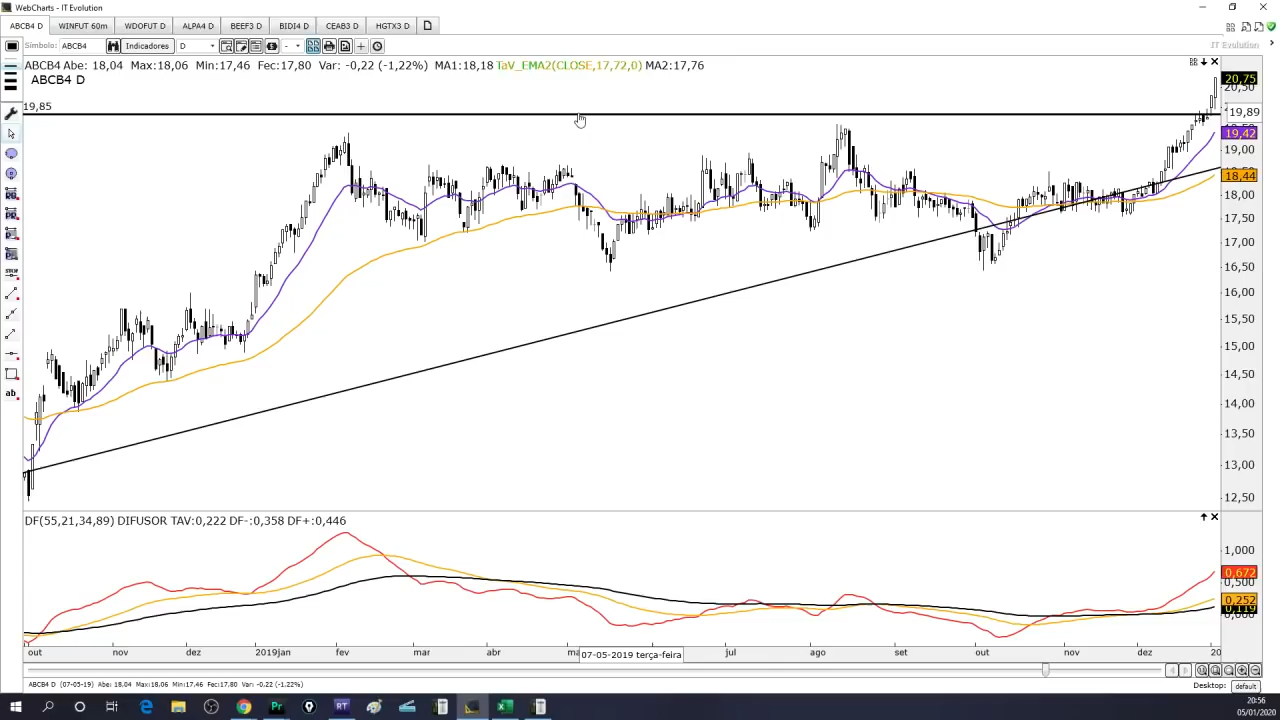 WebCharts - IT Evolution
ABCB4 D WINFUT 60m WDOFUT D ALPA4 D BEEF3 D BIDI4 D CEAB3 D HGTX3 D
Símbolo: ABCB4 Indicadores D -
IT Evolution
ABCB4 Abe: 18,04 Max:18,06 Min:17,46 Fec:17,80 Var: -0,22 (-1,22%) MA1:18,18 TaV_EMA2(CLOSE,17,72,0) MA2:17,76
ABCB4 D
20,75
20,50
19,85
19,89
19,42
19,00
18,44
18,00
17,50
17,00
16,50
16,00
15,50
15,00
14,50
14,00
13,50
13,00
12,50
DF(55,21,34,89) DIFUSOR TAV:0,222 DF-:0,358 DF+:0,446
1,000
0,672
0,500
0,252
0,119
0,000
out nov dez 2019jan fev mar abr 07-05-2019 terça-feira jul ago set out nov dez 20
ABCB4 D (07-05-19) Abe: 18,04 Max:18,06 Min:17,46 Fec:17,80 Var: -0,22 (-1,22%)
Desktop: default
ab
Pr
RT
20:56
05/01/2020